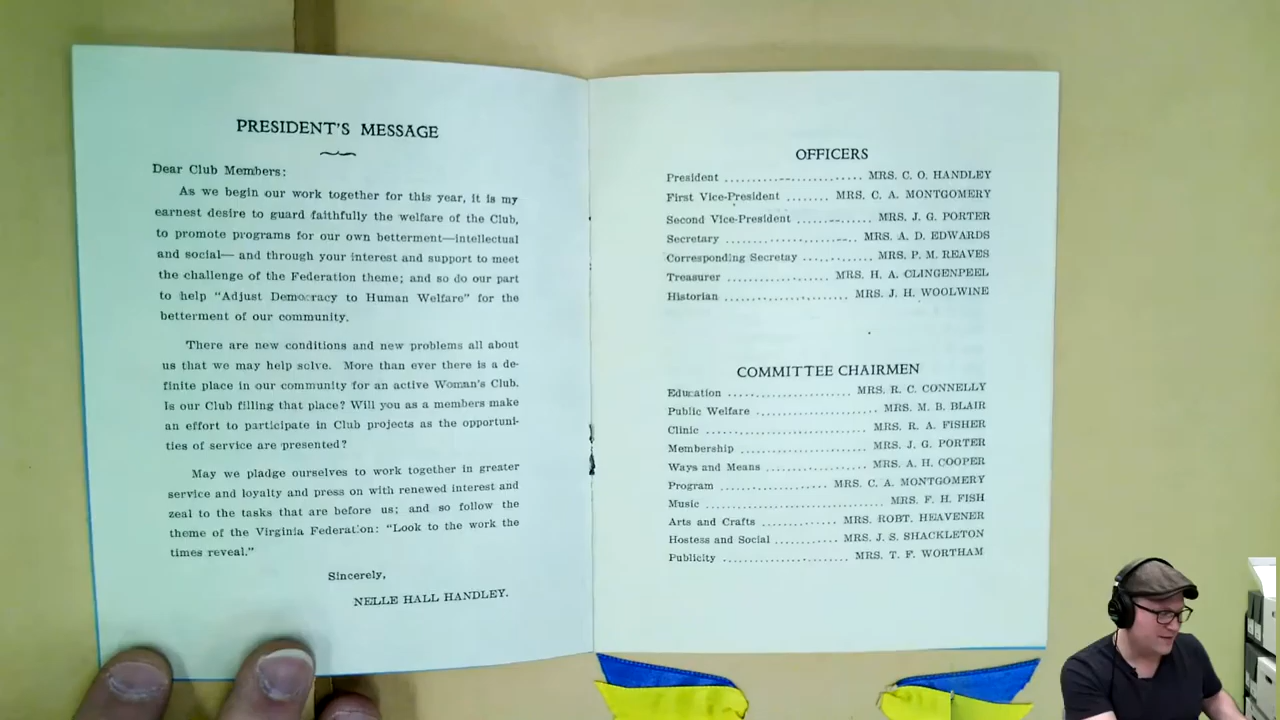 PRESIDENT'S MESSAGE
Dear Club Members:
As we begin our work together for this year, it is my
earnest desire to guard faithfully the welfare of the Club,
to promote programs for our own betterment—intellectual
and social— and through your interest and support to meet
the challenge of the Federation theme; and so do our part
to help "Adjust Democracy to Human Welfare" for the
betterment of our community.
There are new conditions and new problems all about
us that we may help solve. More than ever there is a de-
finite place in our community for an active Woman's Club.
Is our Club filling that place? Will you as a members make
an effort to participate in Club projects as the opportuni-
ties of service are presented?
May we pledge ourselves to work together in greater
service and loyalty and press on with renewed interest and
zeal to the tasks that are before us; and so follow the
theme of the Virginia Federation: "Look to the work the
times reveal."
Sincerely,
NELLE HALL HANDLEY.
OFFICERS
President ..................... MRS. C. O. HANDLEY
First Vice-President ........ MRS. C. A. MONTGOMERY
Second Vice-President ............ MRS. J. G. PORTER
Secretary ..................... MRS. A. D. EDWARDS
Corresponding Secretay ........... MRS. P. M. REAVES
Treasurer ................. MRS. H. A. CLINGENPEEL
Historian ..................... MRS. J. H. WOOLWINE
COMMITTEE CHAIRMEN
Education ..................... MRS. R. C. CONNELLY
Public Welfare ..................... MRS. M. B. BLAIR
Clinic ........................... MRS. R. A. FISHER
Membership ..................... MRS. J. G. PORTER
Ways and Means .................. MRS. A. H. COOPER
Program .................. MRS. C. A. MONTGOMERY
Music .............................. MRS. F. H. FISH
Arts and Crafts ............ MRS. ROBT. HEAVENER
Hostess and Social ........... MRS. J. S. SHACKLETON
Publicity ..................... MRS. T. F. WORTHAM